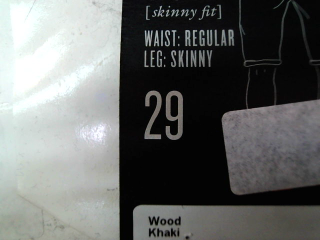 [skinny fit]
WAIST: REGULAR
LEG: SKINNY
29
Wood
Khaki